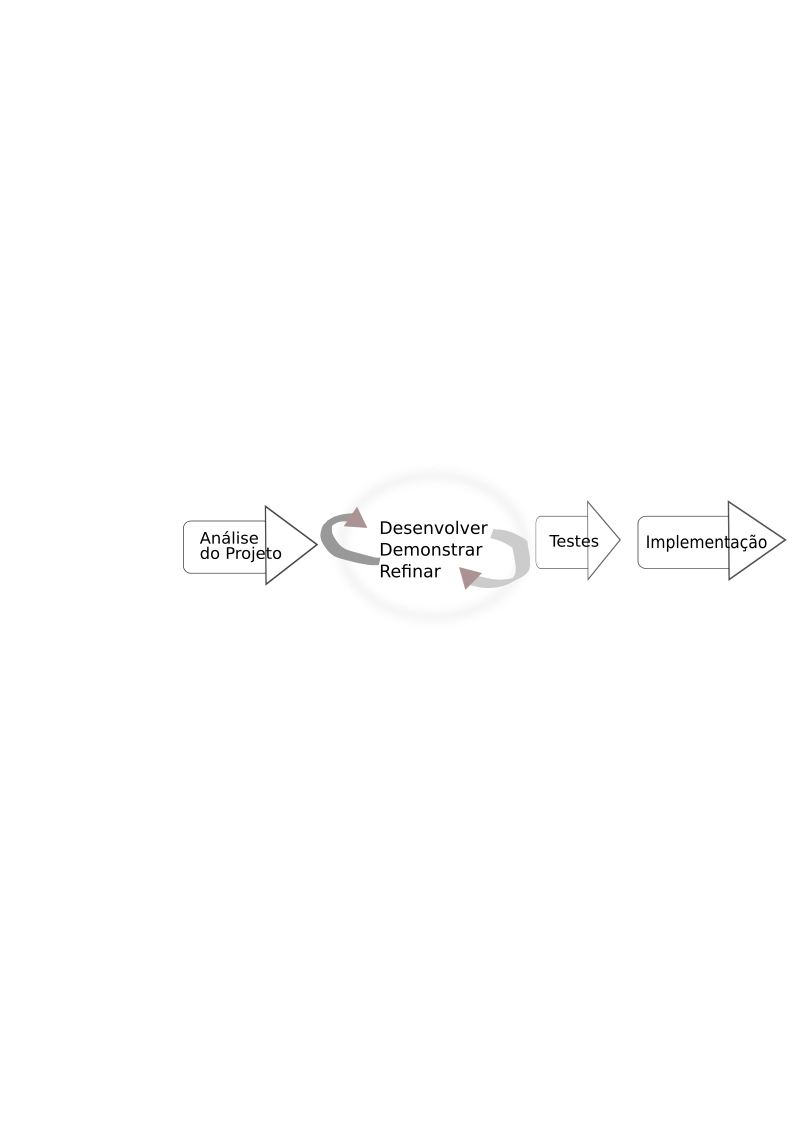 Análise
do Projeto
Desenvolver
Demonstrar
Refinar
Testes
Implementação